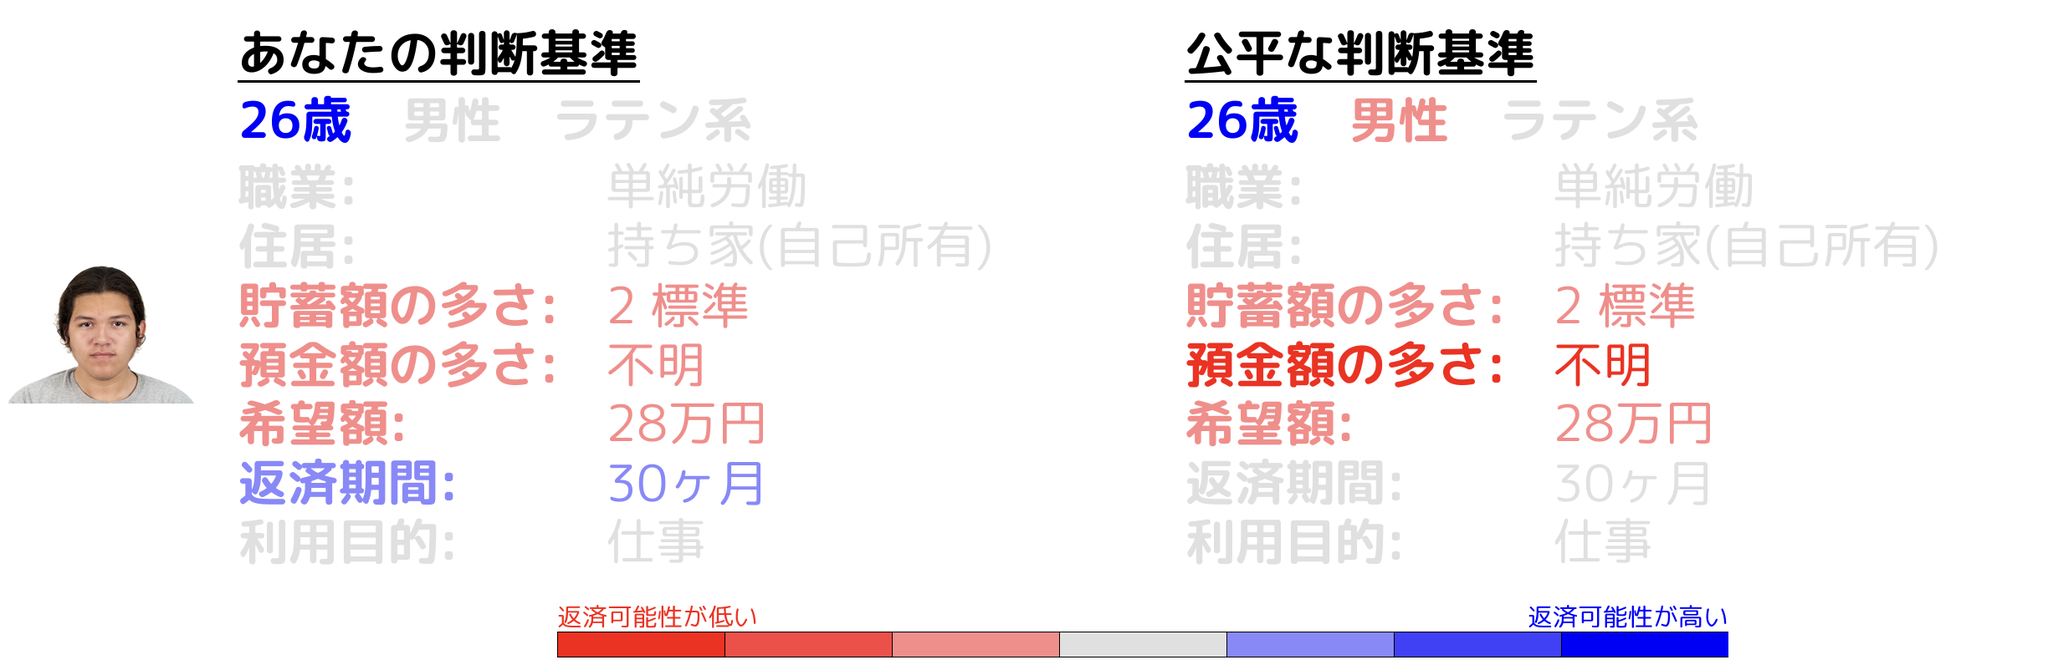 あなたの判断基準
26歳 男性 ラテン系
職業: 単純労働
住居: 持ち家(自己所有)
貯蓄額の多さ: 2 標準
預金額の多さ: 不明
希望額: 28万円
返済期間: 30ヶ月
利用目的: 仕事
公平な判断基準
26歳 男性 ラテン系
職業: 単純労働
住居: 持ち家(自己所有)
貯蓄額の多さ: 2 標準
預金額の多さ: 不明
希望額: 28万円
返済期間: 30ヶ月
利用目的: 仕事
返済可能性が低い
返済可能性が高い